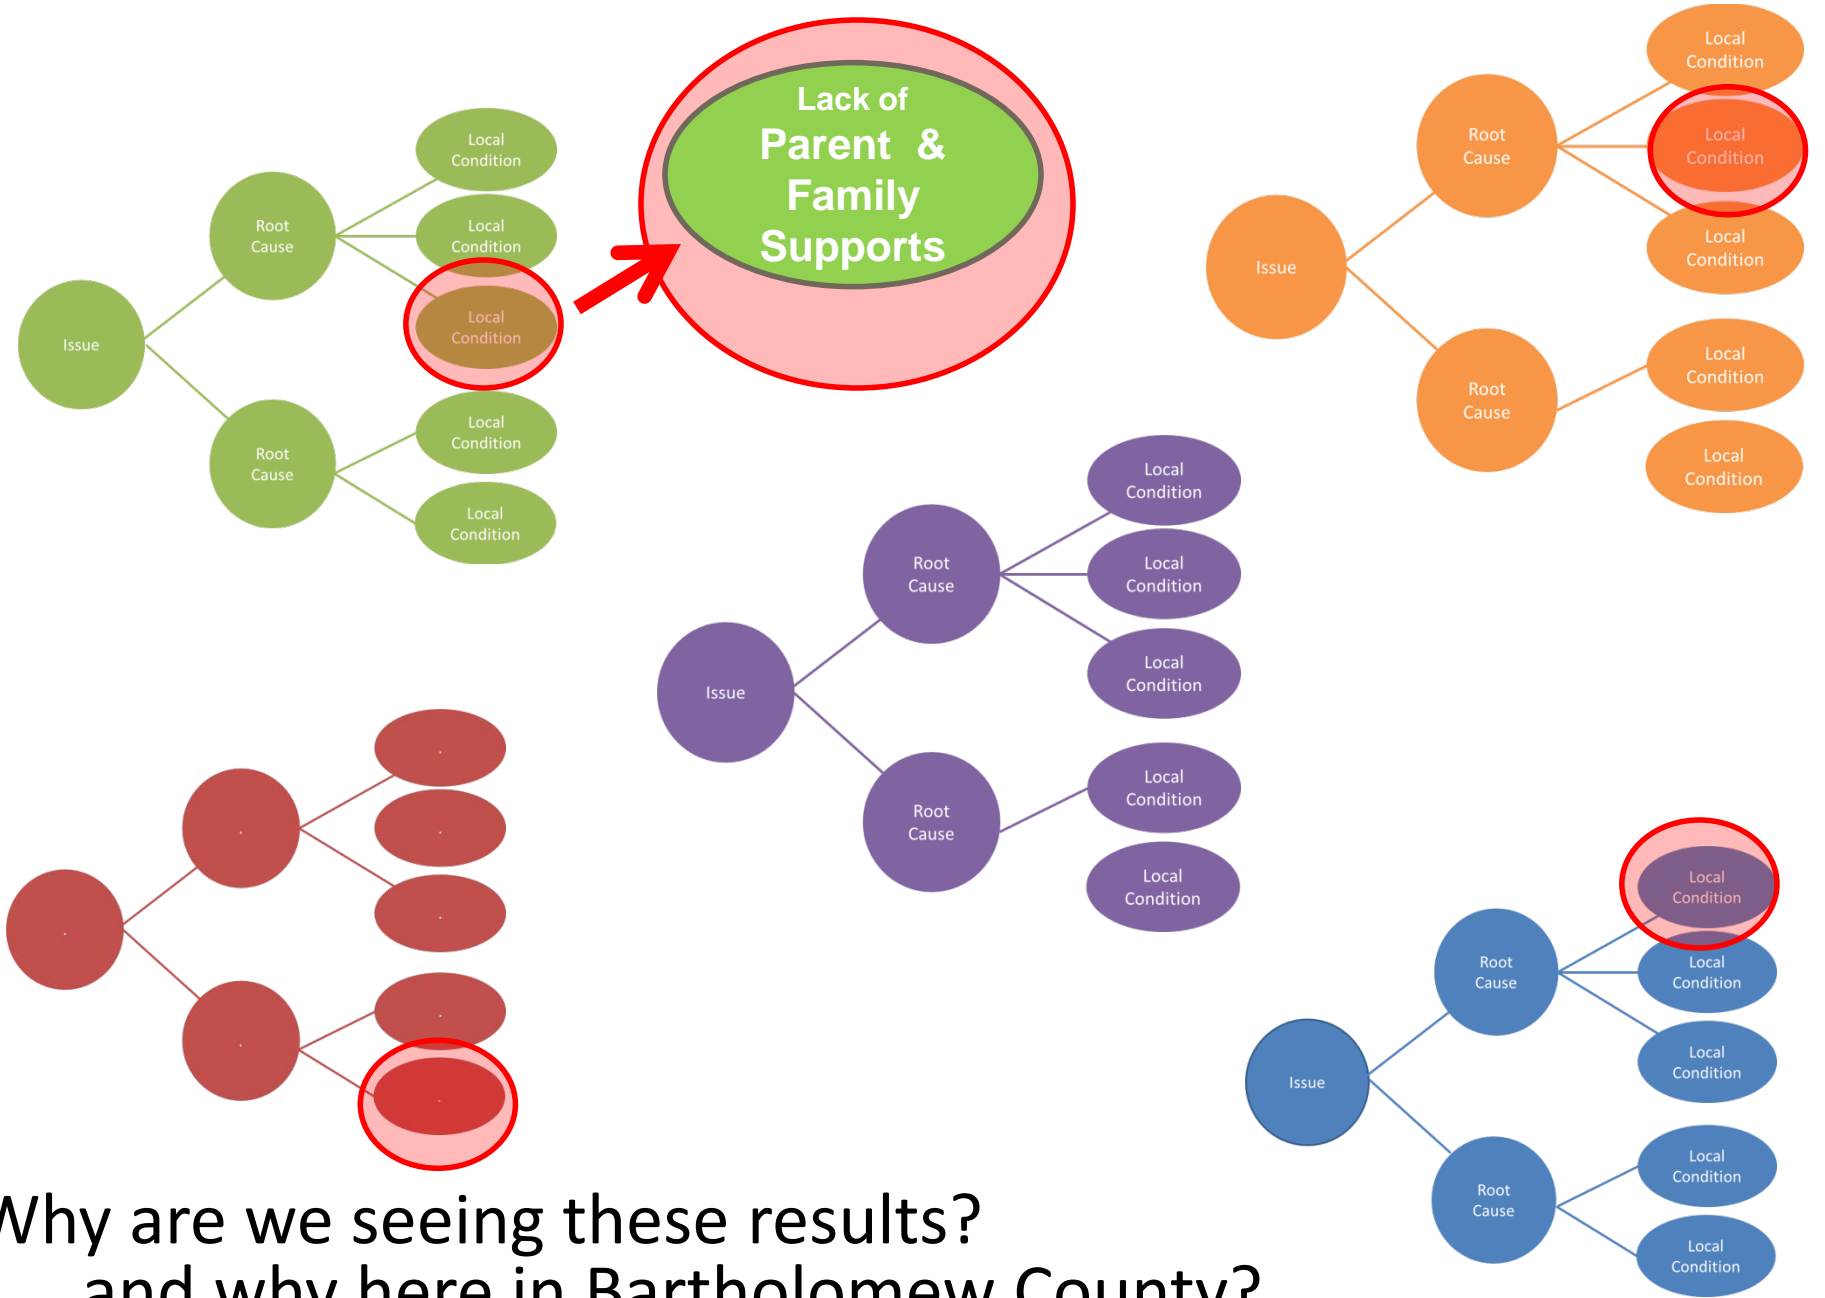 Lack of
Parent & 
Family
Supports
Local
Condition
Local
Condition
Local
Condition
Root
Cause
Issue
Root
Cause
Local
Condition
Local
Condition
Local
Condition
Local
Condition
Local
Condition
Root
Cause
Issue
Root
Cause
Local
Condition
Local
Condition
Local
Condition
Local
Condition
Local
Condition
Root
Cause
Issue
Root
Cause
Local
Condition
Local
Condition
.
.
.
.
.
.
.
.
Local
Condition
Local
Condition
Local
Condition
Root
Cause
Issue
Root
Cause
Local
Condition
Local
Condition
Why are we seeing these results?
and why here in Bartholomew County?